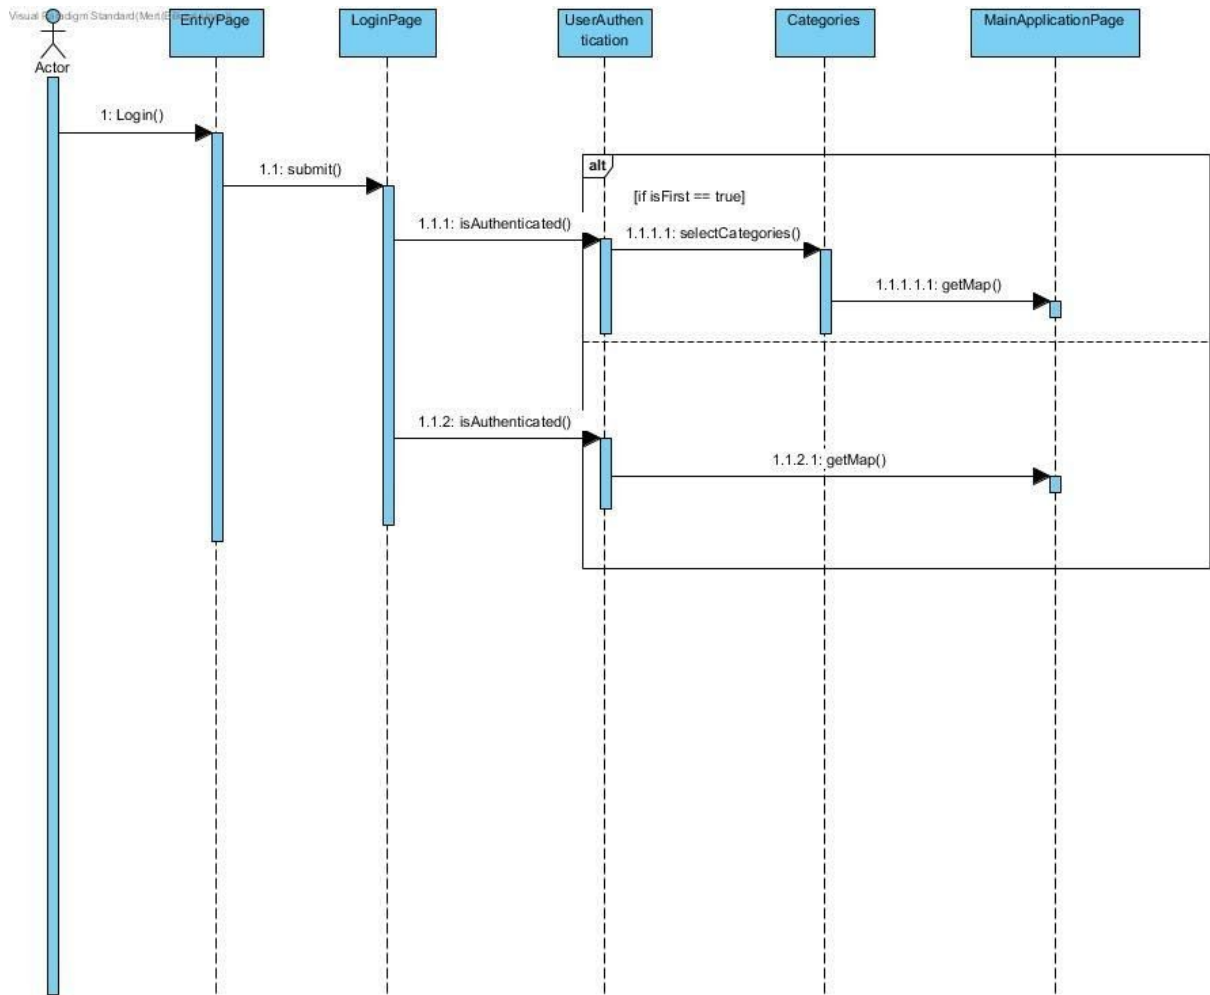 Visual Paradigm Standard(Mert(
EntryPage
LoginPage
UserAuthen
tication
Categories
MainApplicationPage
Actor
1: Login()
1.1: submit()
alt
[if isFirst == true]
1.1.1: isAuthenticated()
1.1.1.1: selectCategories()
1.1.1.1.1: getMap()
1.1.2: isAuthenticated()
1.1.2.1: getMap()